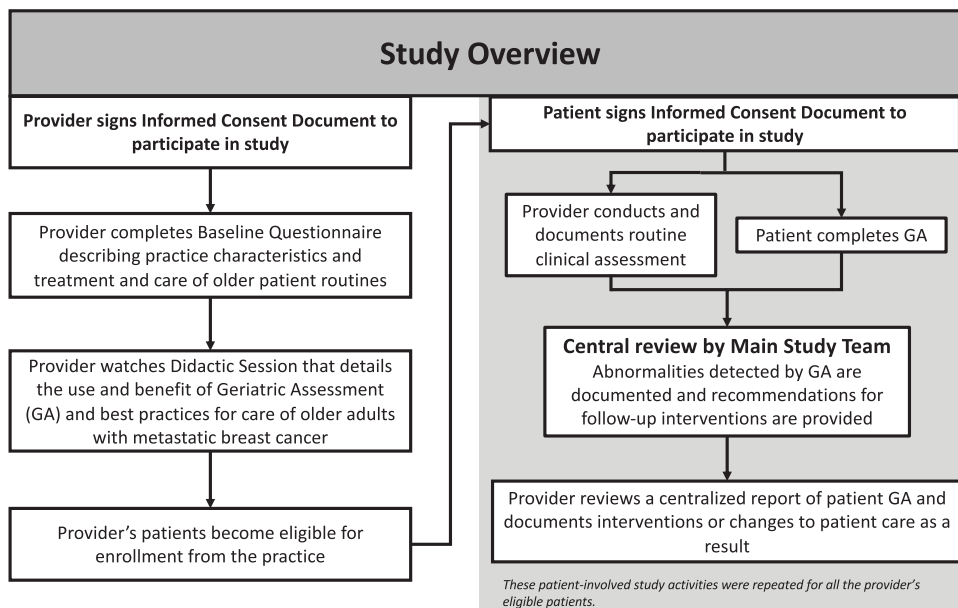 Study Overview
Provider signs Informed Consent Document to
participate in study
Provider completes Baseline Questionnaire
describing practice characteristics and
treatment and care of older patient routines
Provider watches Didactic Session that details
the use and benefit of Geriatric Assessment
(GA) and best practices for care of older adults
with metastatic breast cancer
Provider’s patients become eligible for
enrollment from the practice
Patient signs Informed Consent Document to
participate in study
Provider conducts and
documents routine
clinical assessment
Patient completes GA
Central review by Main Study Team
Abnormalities detected by GA are
documented and recommendations for
follow-up interventions are provided
Provider reviews a centralized report of patient GA and
documents interventions or changes to patient care as a
result
These patient-involved study activities were repeated for all the provider’s
eligible patients.